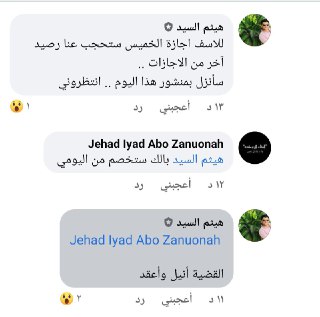 هيثم السيد
للاسف اجازة الخميس ستحجب عنا رصيد
آخر من الاجازات ..
سأنزل بمنشور هذا اليوم .. انتظروني
١٣ د أعجبني رد ١
Jehad Iyad Abo Zanuonah
هيثم السيد بالك ستخصم من اليومي
١٢ د أعجبني رد
هيثم السيد
Jehad Iyad Abo Zanuonah
القضية أنيل وأعقد
١١ د أعجبني رد ٢